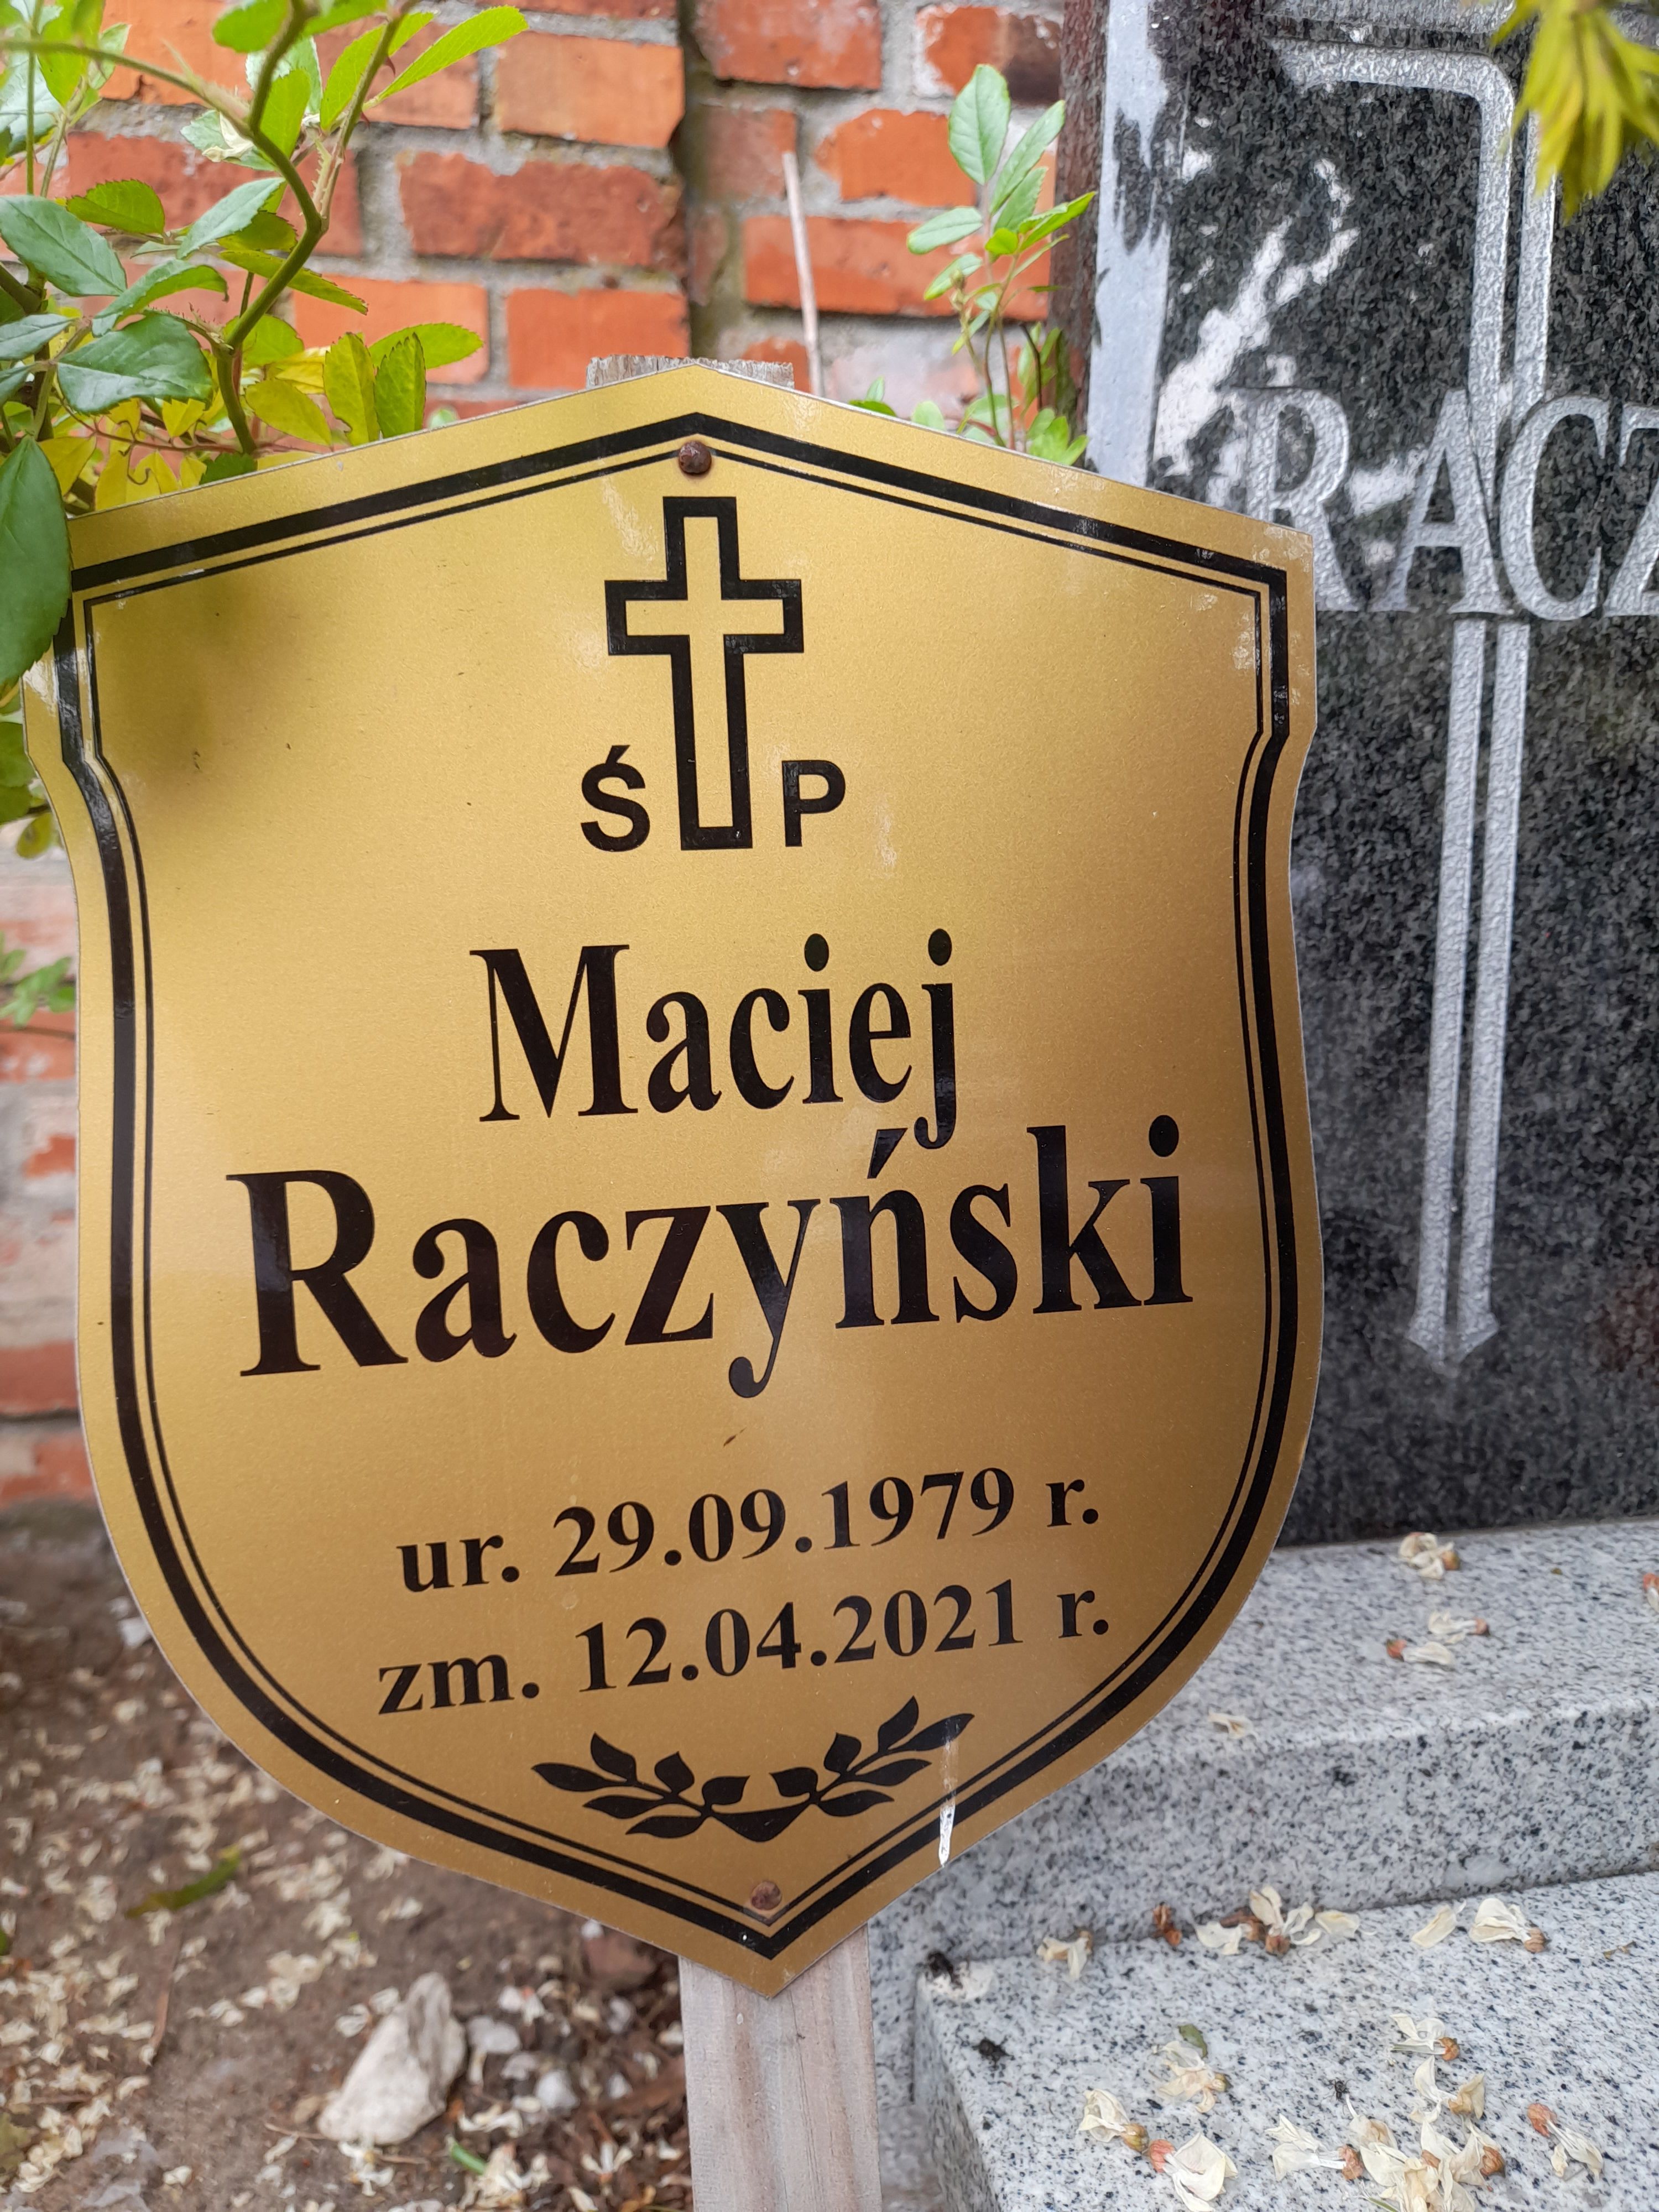 Ś P
Maciej
Raczyński
ur. 29.09.1979 r.
zm. 12.04.2021 r.
RACZ